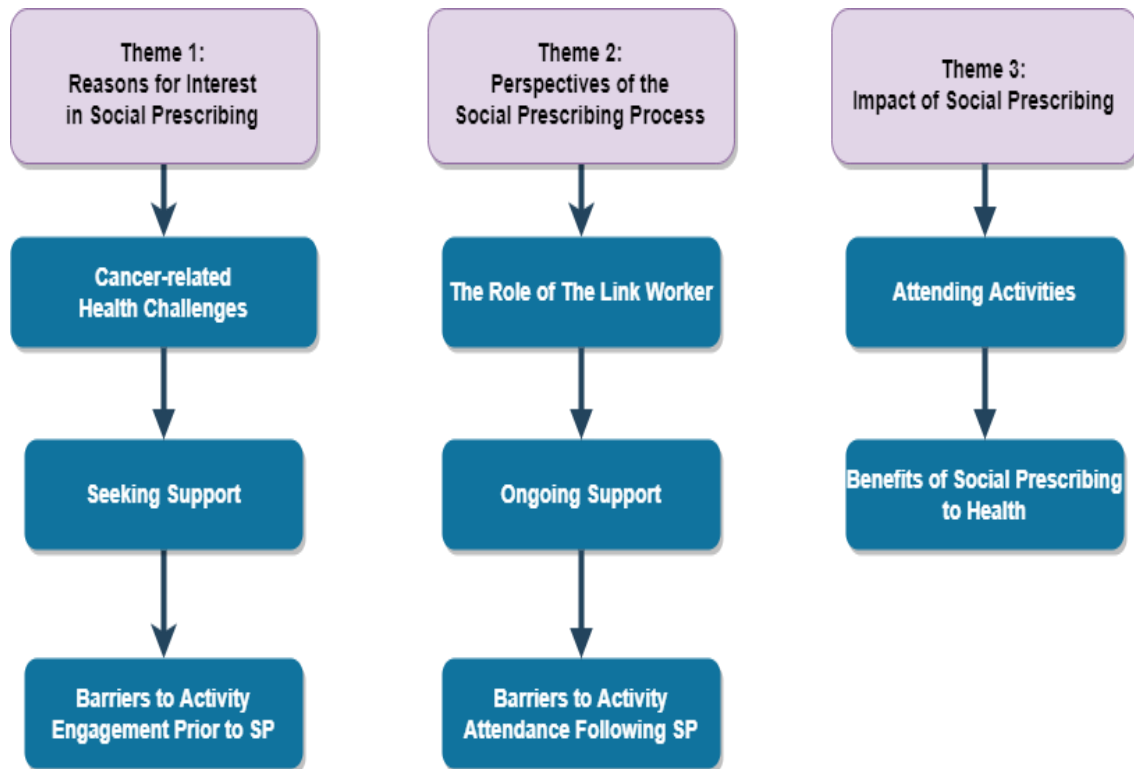 Theme 1:
Reasons for Interest
in Social Prescribing
Cancer-related
Health Challenges
Seeking Support
Barriers to Activity
Engagement Prior to SP
Theme 2:
Perspectives of the
Social Prescribing Process
The Role of The Link Worker
Ongoing Support
Barriers to Activity
Attendance Following SP
Theme 3:
Impact of Social Prescribing
Attending Activities
Benefits of Social Prescribing
to Health